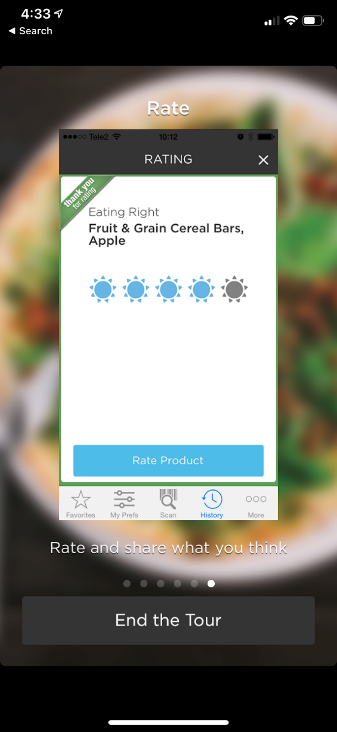 4:33
◀ Search
Rate
Tele2
10:12
RATING
thank you
for rating
Eating Right
Fruit & Grain Cereal Bars,
Apple
Rate Product
Favorites
My Prefs
Scan
History
More
Rate and share what you think
End the Tour